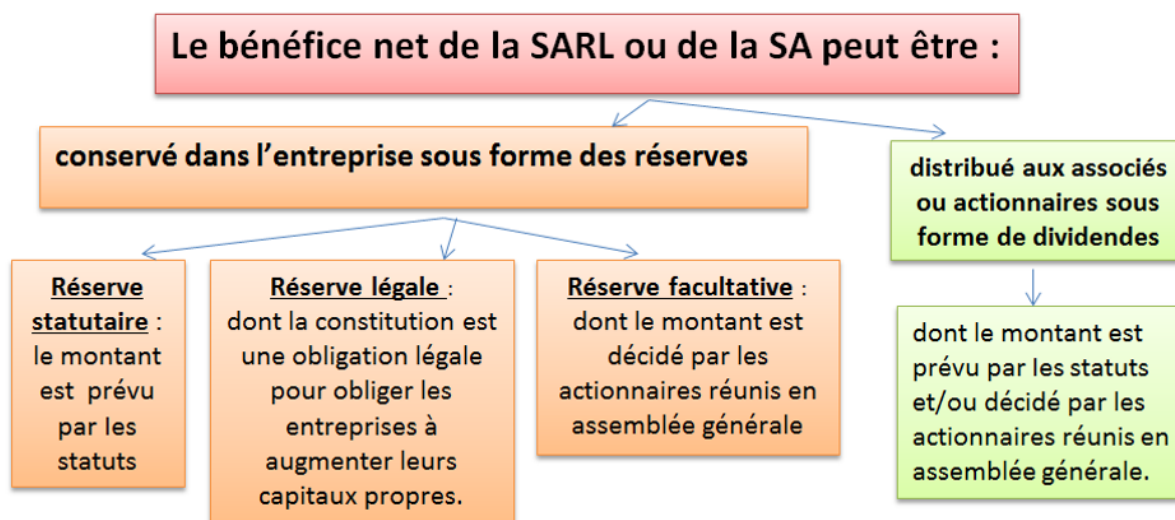 Le bénéfice net de la SARL ou de la SA peut être :
conservé dans l’entreprise sous forme des réserves
distribué aux associés
ou actionnaires sous
forme de dividendes
Réserve
statutaire :
le montant
est prévu
par les
statuts
Réserve légale :
dont la constitution est
une obligation légale
pour obliger les
entreprises à
augmenter leurs
capitaux propres.
Réserve facultative :
dont le montant est
décidé par les
actionnaires réunis en
assemblée générale
dont le montant est
prévu par les statuts
et/ou décidé par les
actionnaires réunis en
assemblée générale.